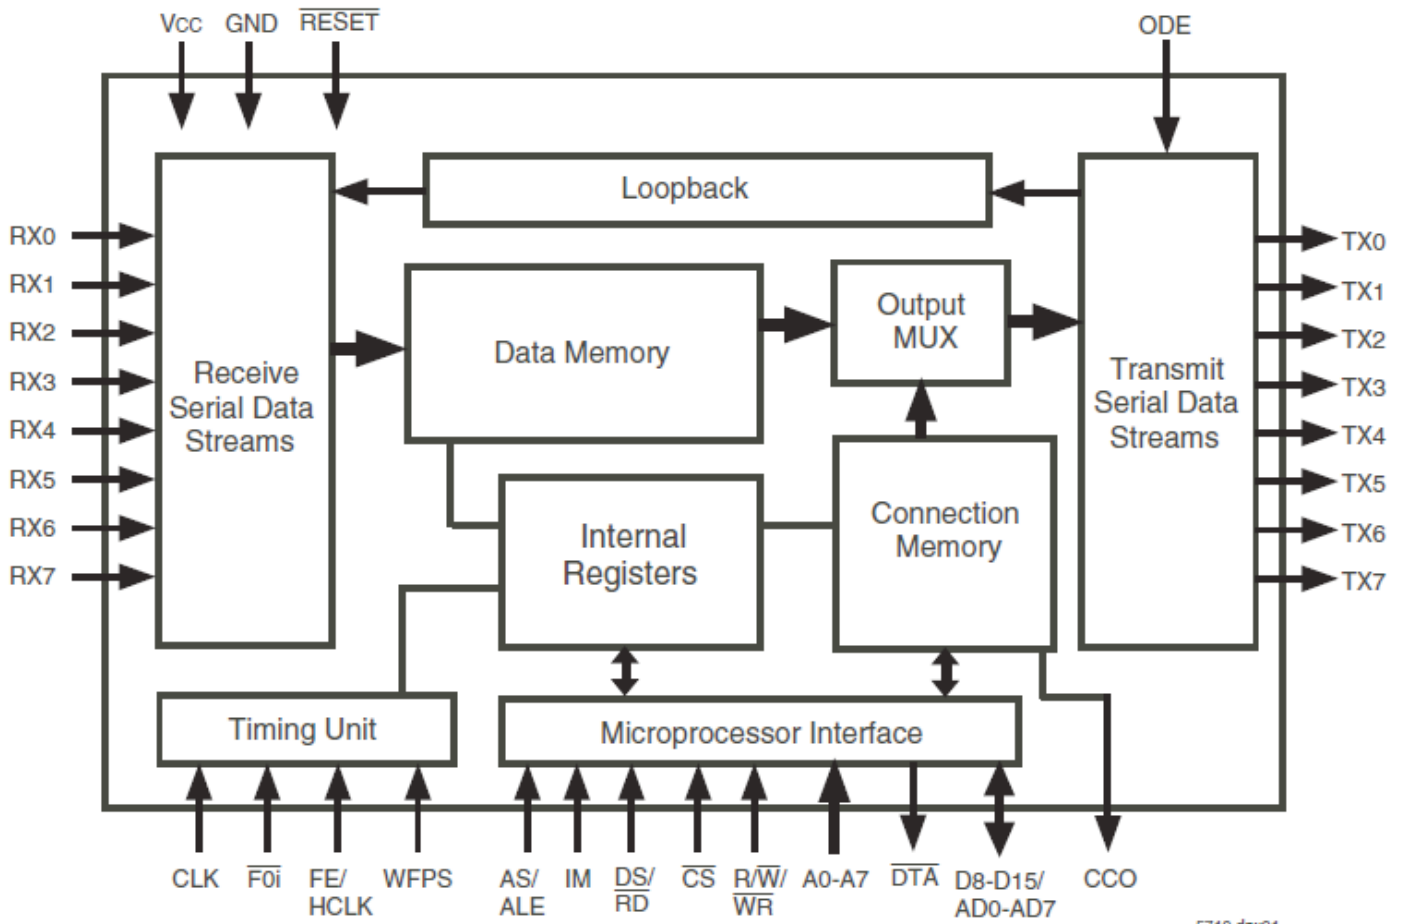 Vcc GND RESET ODE
Loopback
RX0
RX1
RX2
RX3
RX4
RX5
RX6
RX7
Receive
Serial Data
Streams
Data Memory
Output
MUX
Transmit
Serial Data
Streams
TX0
TX1
TX2
TX3
TX4
TX5
TX6
TX7
Internal
Registers
Connection
Memory
Timing Unit
Microprocessor Interface
CLK
F0i
FE/
HCLK
WFPS
AS/
ALE
IM
DS/
RD
CS
R/W/
WR
A0-A7
DTA
D8-D15/
AD0-AD7
CCO